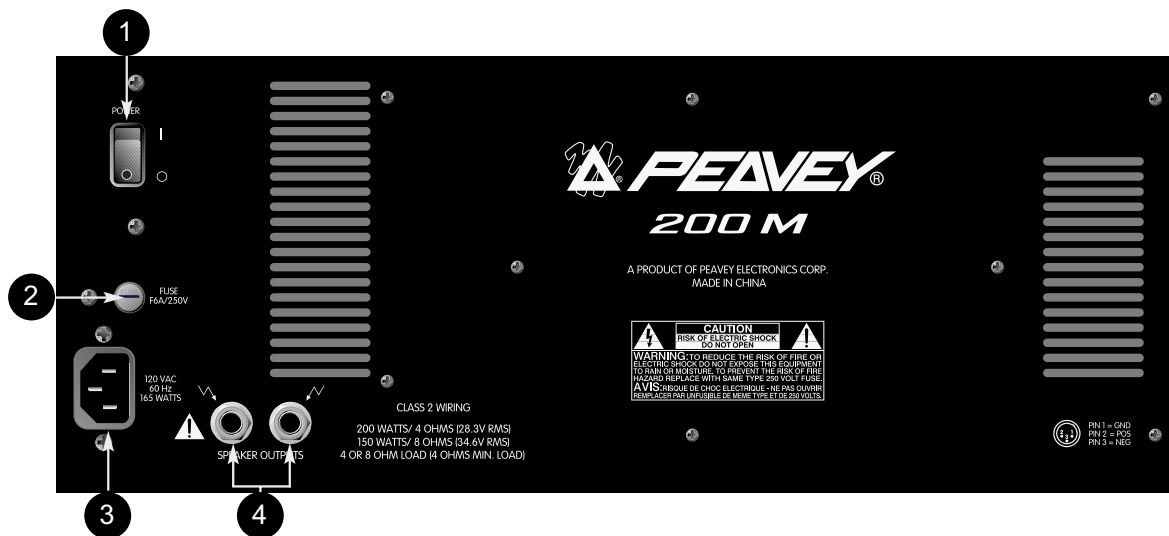 1
POWER
I
O
O
PEAVEY®
®
200 M
2
FUSE
F6A/250V
A PRODUCT OF PEAVEY ELECTRONICS CORP.
MADE IN CHINA
CAUTION
RISK OF ELECTRIC SHOCK
DO NOT OPEN
WARNING: TO REDUCE THE RISK OF FIRE OR
ELECTRIC SHOCK DO NOT EXPOSE THIS EQUIPMENT
TO RAIN OR MOISTURE. TO PREVENT THE RISK OF FIRE
HAZARD REPLACE WITH SAME TYPE 250 VOLT FUSE.
AVIS: RISQUE DE CHOC ELECTRIQUE - NE PAS OUVRIR
REMPLACER PAR UNFUSIBLE DE MEME TYPE ET DE 250 VOLTS.
120 VAC
60 Hz
165 WATTS
SPEAKER OUTPUTS
CLASS 2 WIRING
200 WATTS/ 4 OHMS (28.3V RMS)
150 WATTS/ 8 OHMS (34.6V RMS)
4 OR 8 OHM LOAD (4 OHMS MIN. LOAD)
2 1
3
PIN 1 = GND
PIN 2 = POS
PIN 3 = NEG
3
4